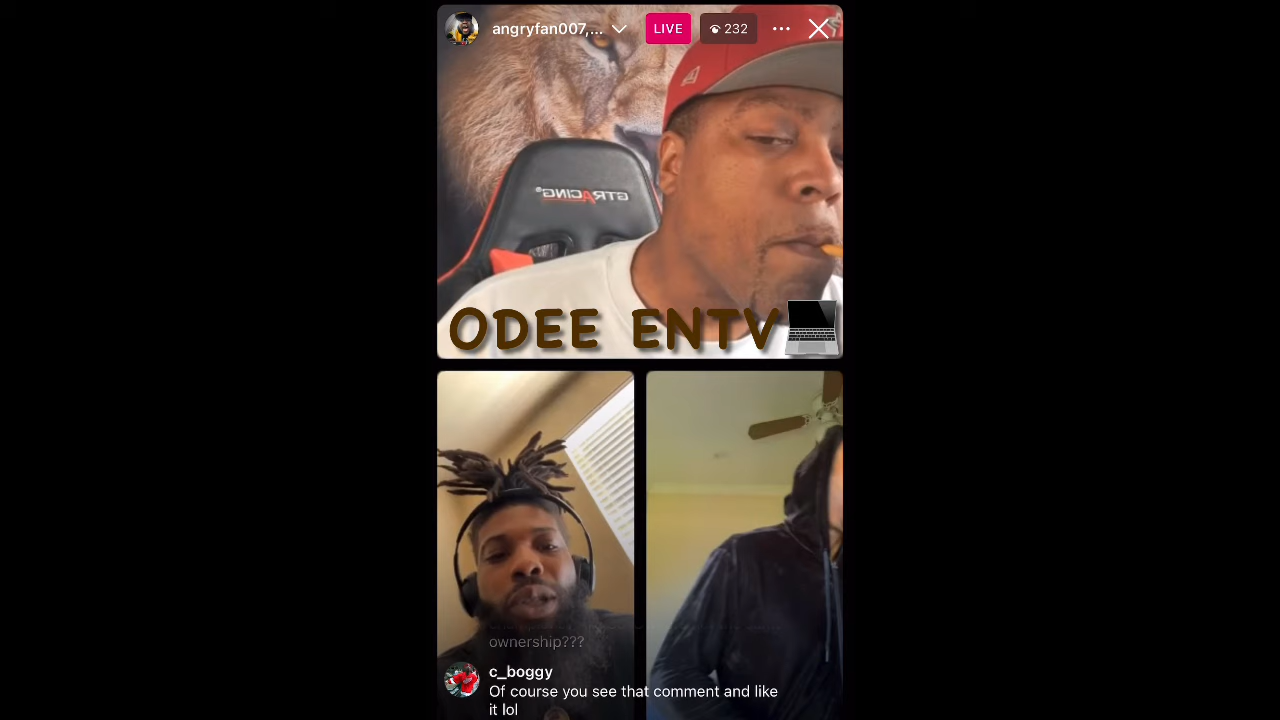 angryfan007,...
LIVE
232
GTRACING®
ODEE ENTV
ownership???
c_boggy
Of course you see that comment and like
it lol